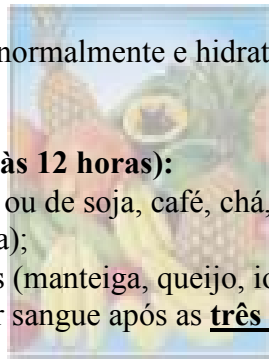 normalmente e hidrat
às 12 horas):
ou de soja, café, chá,
a);
s (manteiga, queijo, io
r sangue após as três